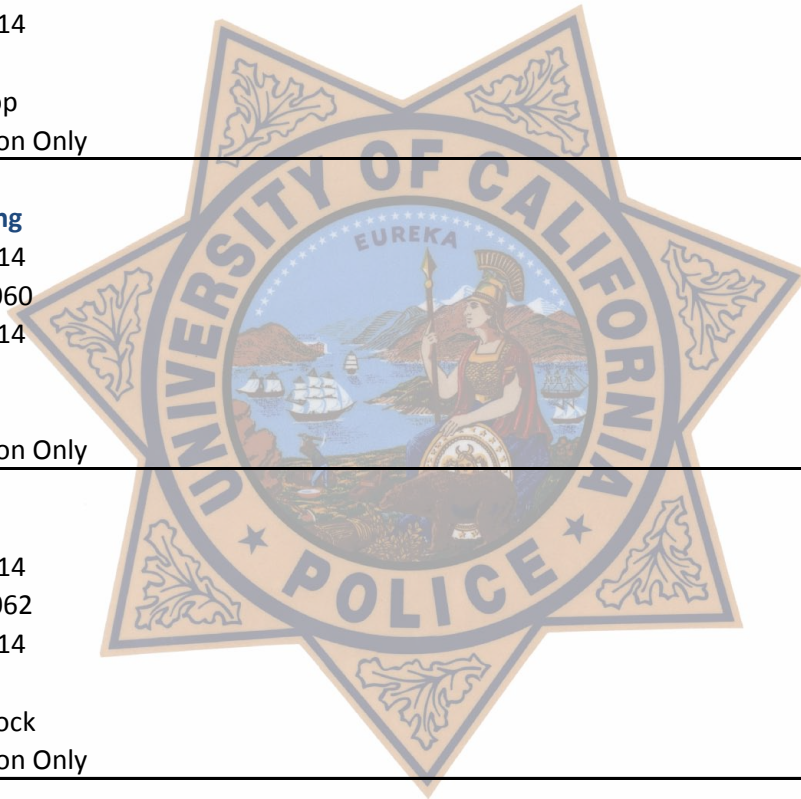 14
op
on Only
ng
14
060
14
on Only
14
062
14
ock
on Only
UNIVERSITY OF CALIFORNIA
EUREKA
POLICE